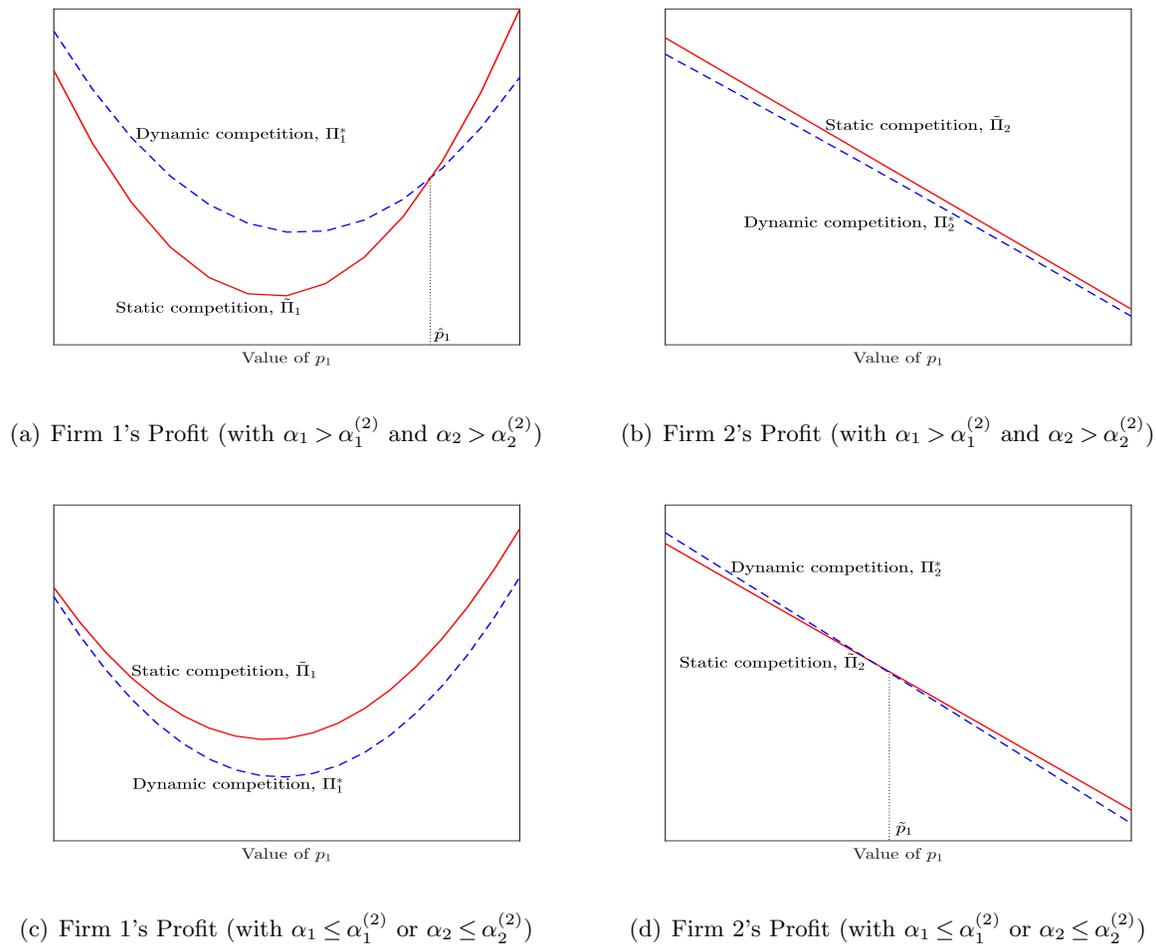 Dynamic competition, Π₁*
Static competition, Π̃₁
p̂₁
Value of p₁
(a) Firm 1's Profit (with α₁ > α₁⁽²⁾ and α₂ > α₂⁽²⁾)
Static competition, Π̃₂
Dynamic competition, Π₂*
Value of p₁
(b) Firm 2's Profit (with α₁ > α₁⁽²⁾ and α₂ > α₂⁽²⁾)
Static competition, Π̃₁
Dynamic competition, Π₁*
Value of p₁
(c) Firm 1's Profit (with α₁ ≤ α₁⁽²⁾ or α₂ ≤ α₂⁽²⁾)
Dynamic competition, Π₂*
Static competition, Π̃₂
p̃₁
Value of p₁
(d) Firm 2's Profit (with α₁ ≤ α₁⁽²⁾ or α₂ ≤ α₂⁽²⁾)